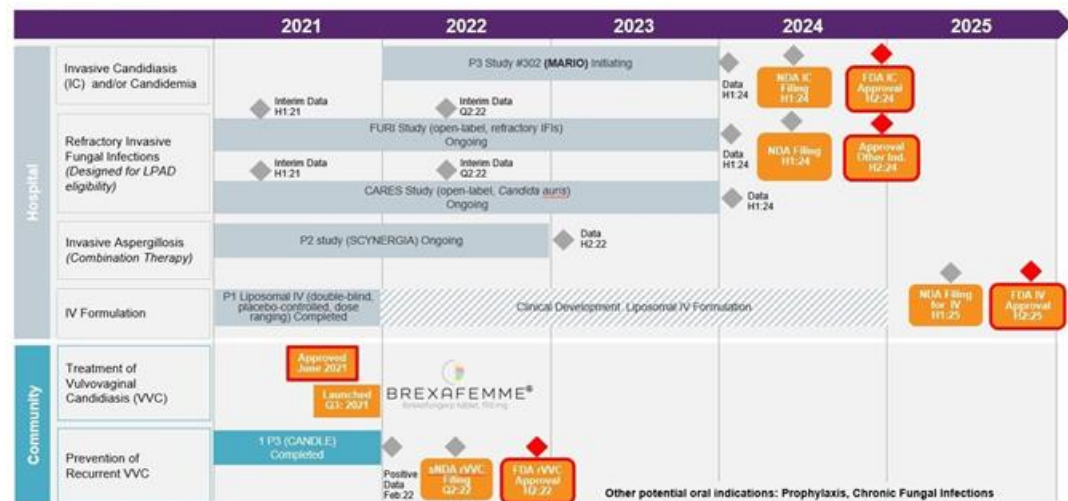 2021 2022 2023 2024 2025
Hospital
Invasive Candidiasis
(IC) and/or Candidemia
P3 Study #302 (MARIO) Initiating
Data
H1:24
NDA IC
Filing
H1:24
FDA IC
Approval
H2:24
Refractory Invasive
Fungal Infections
(Designed for LPAD
eligibility)
Interim Data
H1:21
Interim Data
Q2:22
FURI Study (open-label, refractory IFIs)
Ongoing
Data
H1:24
NDA Filing
H1:24
Approval
Other Ind.
H2:24
Interim Data
H1:21
Interim Data
Q2:22
CARES Study (open-label, Candida auris)
Ongoing
Data
H1:24
Invasive Aspergillosis
(Combination Therapy)
P2 study (SCYNERGIA) Ongoing
Data
H2:22
IV Formulation
P1 Liposomal IV (double-blind,
placebo-controlled, dose
ranging) Completed
Clinical Development Liposomal IV Formulation
NDA Filing
for IV
H1:25
FDA IV
Approval
H2:25
Community
Treatment of
Vulvovaginal
Candidiasis (VVC)
Approved
June 2021
Launched
Q3: 2021
BREXAFEMME®
Prevention of
Recurrent VVC
1 P3 (CANDLE)
Completed
Positive
Data
Feb:22
sNDA rVVC
Filing
Q2:22
FDA rVVC
Approval
H2:22
Other potential oral indications: Prophylaxis, Chronic Fungal Infections